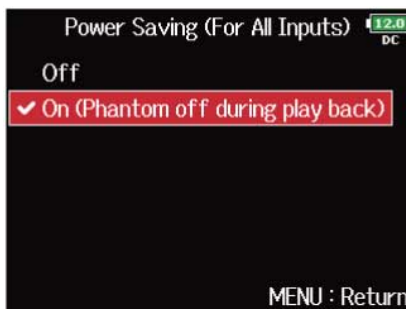 Power Saving (For All Inputs) 12.0
DC
Off
✔ On (Phantom off during play back)
MENU : Return